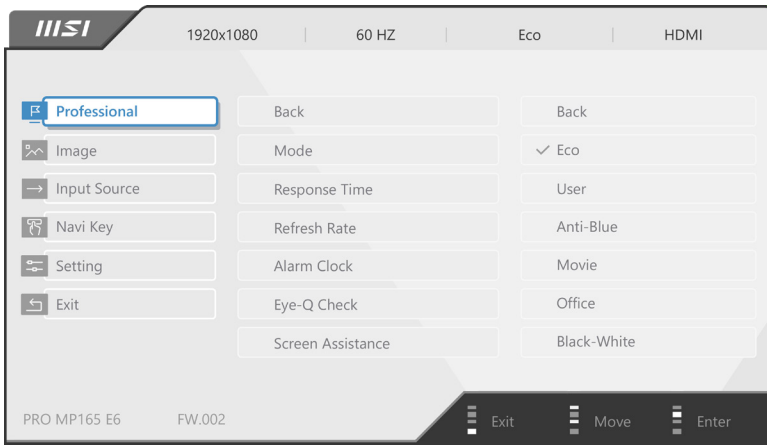 msi 1920x1080 60 HZ Eco HDMI
Professional Back Back
Image Mode Eco
Input Source Response Time User
Navi Key Refresh Rate Anti-Blue
Setting Alarm Clock Movie
Exit Eye-Q Check Office
Screen Assistance Black-White
PRO MP165 E6 FW.002 Exit Move Enter